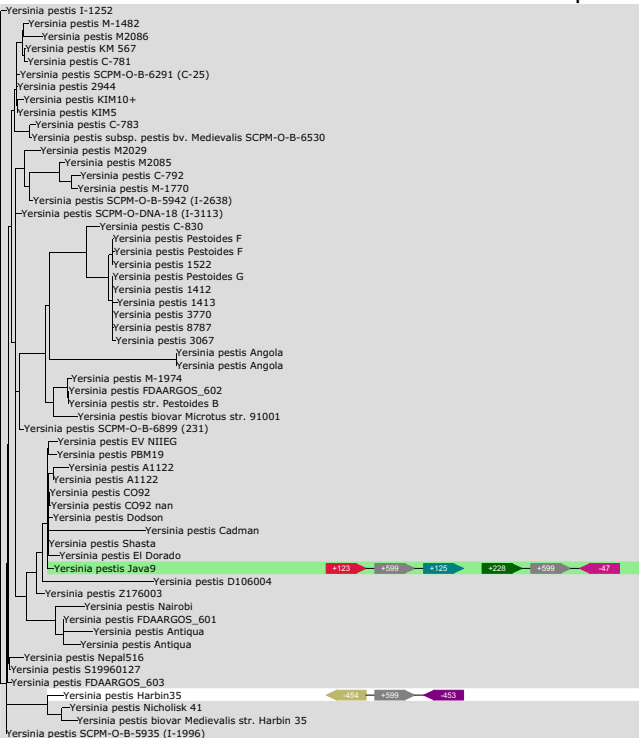 Yersinia pestis I-1252
Yersinia pestis M-1482
Yersinia pestis M2086
Yersinia pestis KM 567
Yersinia pestis C-781
Yersinia pestis SCPM-O-B-6291 (C-25)
Yersinia pestis 2944
Yersinia pestis KIM10+
Yersinia pestis KIM5
Yersinia pestis C-783
Yersinia pestis subsp. pestis bv. Medievalis SCPM-O-B-6530
Yersinia pestis M2029
Yersinia pestis M2085
Yersinia pestis C-792
Yersinia pestis M-1770
Yersinia pestis SCPM-O-B-5942 (I-2638)
Yersinia pestis SCPM-O-DNA-18 (I-3113)
Yersinia pestis C-830
Yersinia pestis Pestoides F
Yersinia pestis Pestoides F
Yersinia pestis 1522
Yersinia pestis Pestoides G
Yersinia pestis 1412
Yersinia pestis 1413
Yersinia pestis 3770
Yersinia pestis 8787
Yersinia pestis 3067
Yersinia pestis Angola
Yersinia pestis Angola
Yersinia pestis M-1974
Yersinia pestis FDAARGOS_602
Yersinia pestis str. Pestoides B
Yersinia pestis biovar Microtus str. 91001
Yersinia pestis SCPM-O-B-6899 (231)
Yersinia pestis EV NIIEG
Yersinia pestis PBM19
Yersinia pestis A1122
Yersinia pestis A1122
Yersinia pestis CO92
Yersinia pestis CO92 nan
Yersinia pestis Dodson
Yersinia pestis Cadman
Yersinia pestis Shasta
Yersinia pestis El Dorado
Yersinia pestis Java9 +123 +599 +125 +228 +599 -47
Yersinia pestis D106004
Yersinia pestis Z176003
Yersinia pestis Nairobi
Yersinia pestis FDAARGOS_601
Yersinia pestis Antiqua
Yersinia pestis Antiqua
Yersinia pestis Nepal516
Yersinia pestis S19960127
Yersinia pestis FDAARGOS_603
Yersinia pestis Harbin35 -454 +599 -453
Yersinia pestis Nicholisk 41
Yersinia pestis biovar Medievalis str. Harbin 35
Yersinia pestis SCPM-O-B-5935 (I-1996)